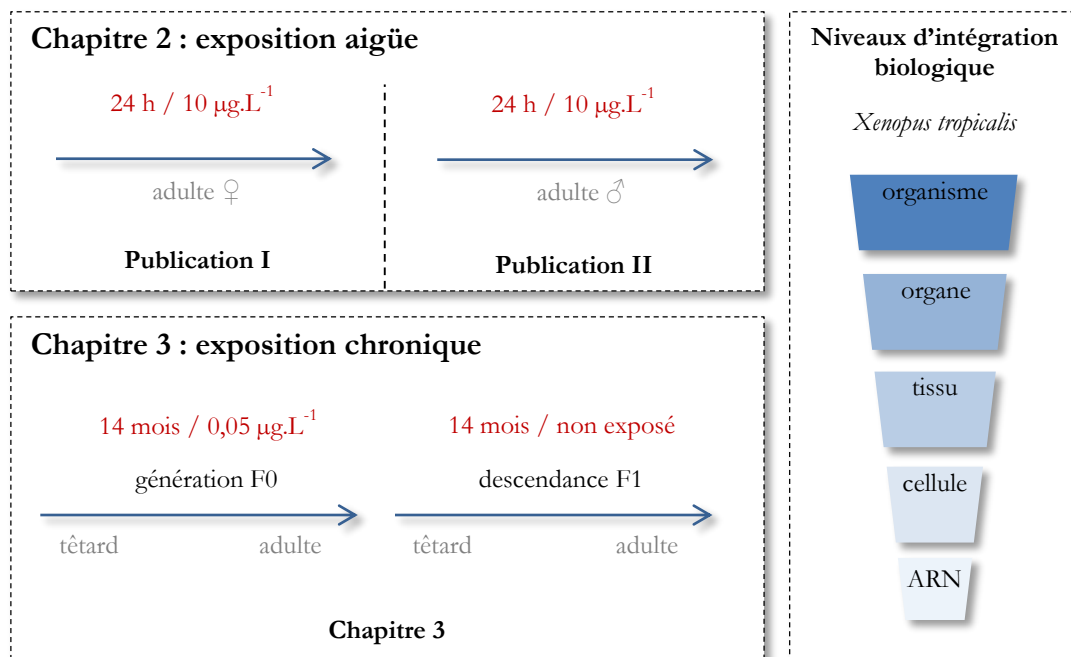 Chapitre 2 : exposition aigüe
24 h / 10 µg.L-1
adulte ♀
Publication I
24 h / 10 µg.L-1
adulte ♂
Publication II
Chapitre 3 : exposition chronique
14 mois / 0,05 µg.L-1
génération F0
têtard
adulte
14 mois / non exposé
descendance F1
têtard
adulte
Chapitre 3
Niveaux d’intégration
biologique
Xenopus tropicalis
organisme
organe
tissu
cellule
ARN